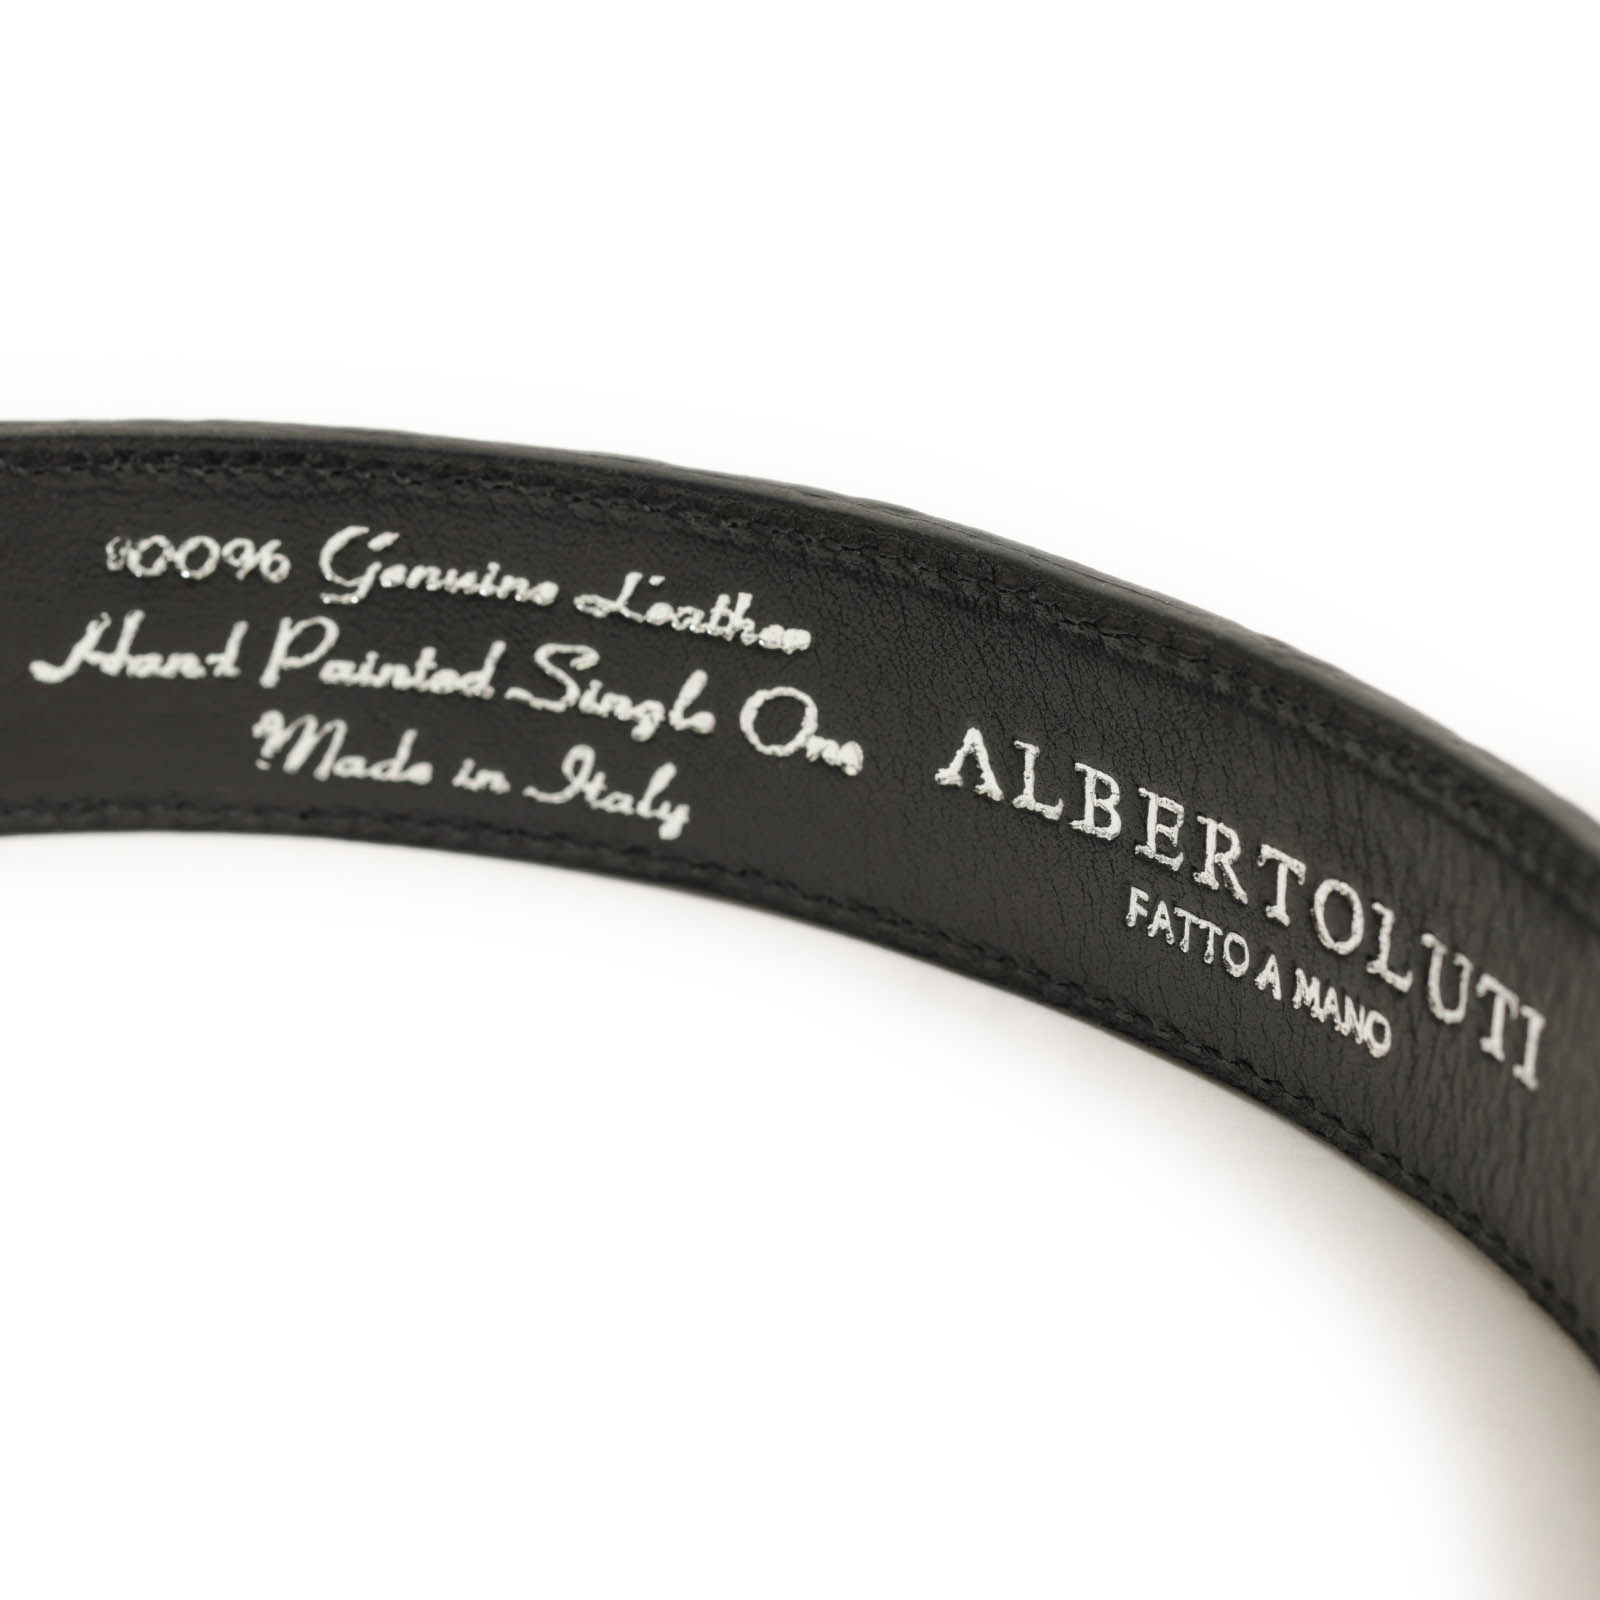 100% Genuine Leather
Hand Painted Single One
Made in Italy
ALBERTOLUTI
FATTO A MANO